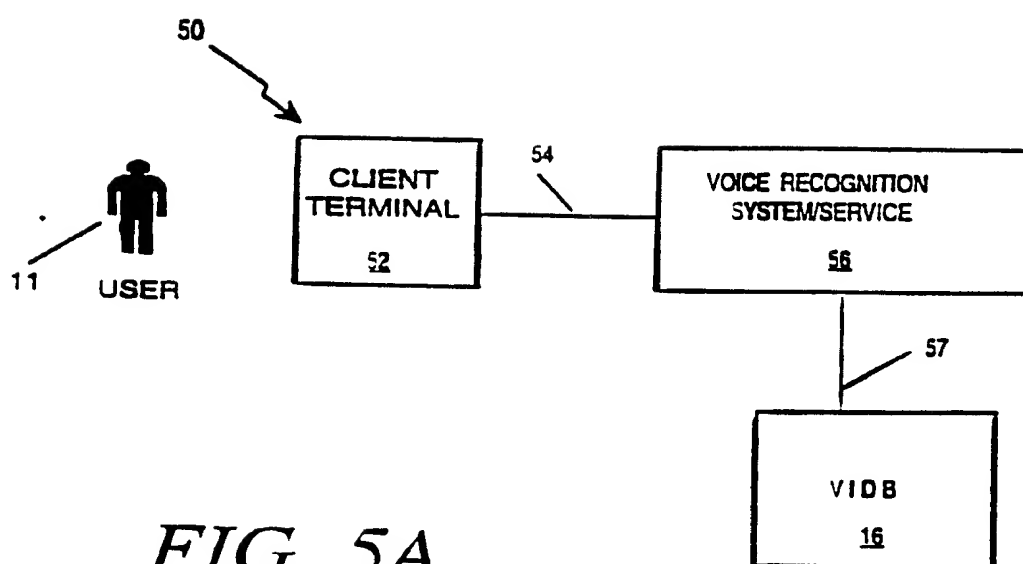 50
CLIENT
TERMINAL
52
54
VOICE RECOGNITION
SYSTEM/SERVICE
56
11
USER
57
VIDB
16
FIG. 5A